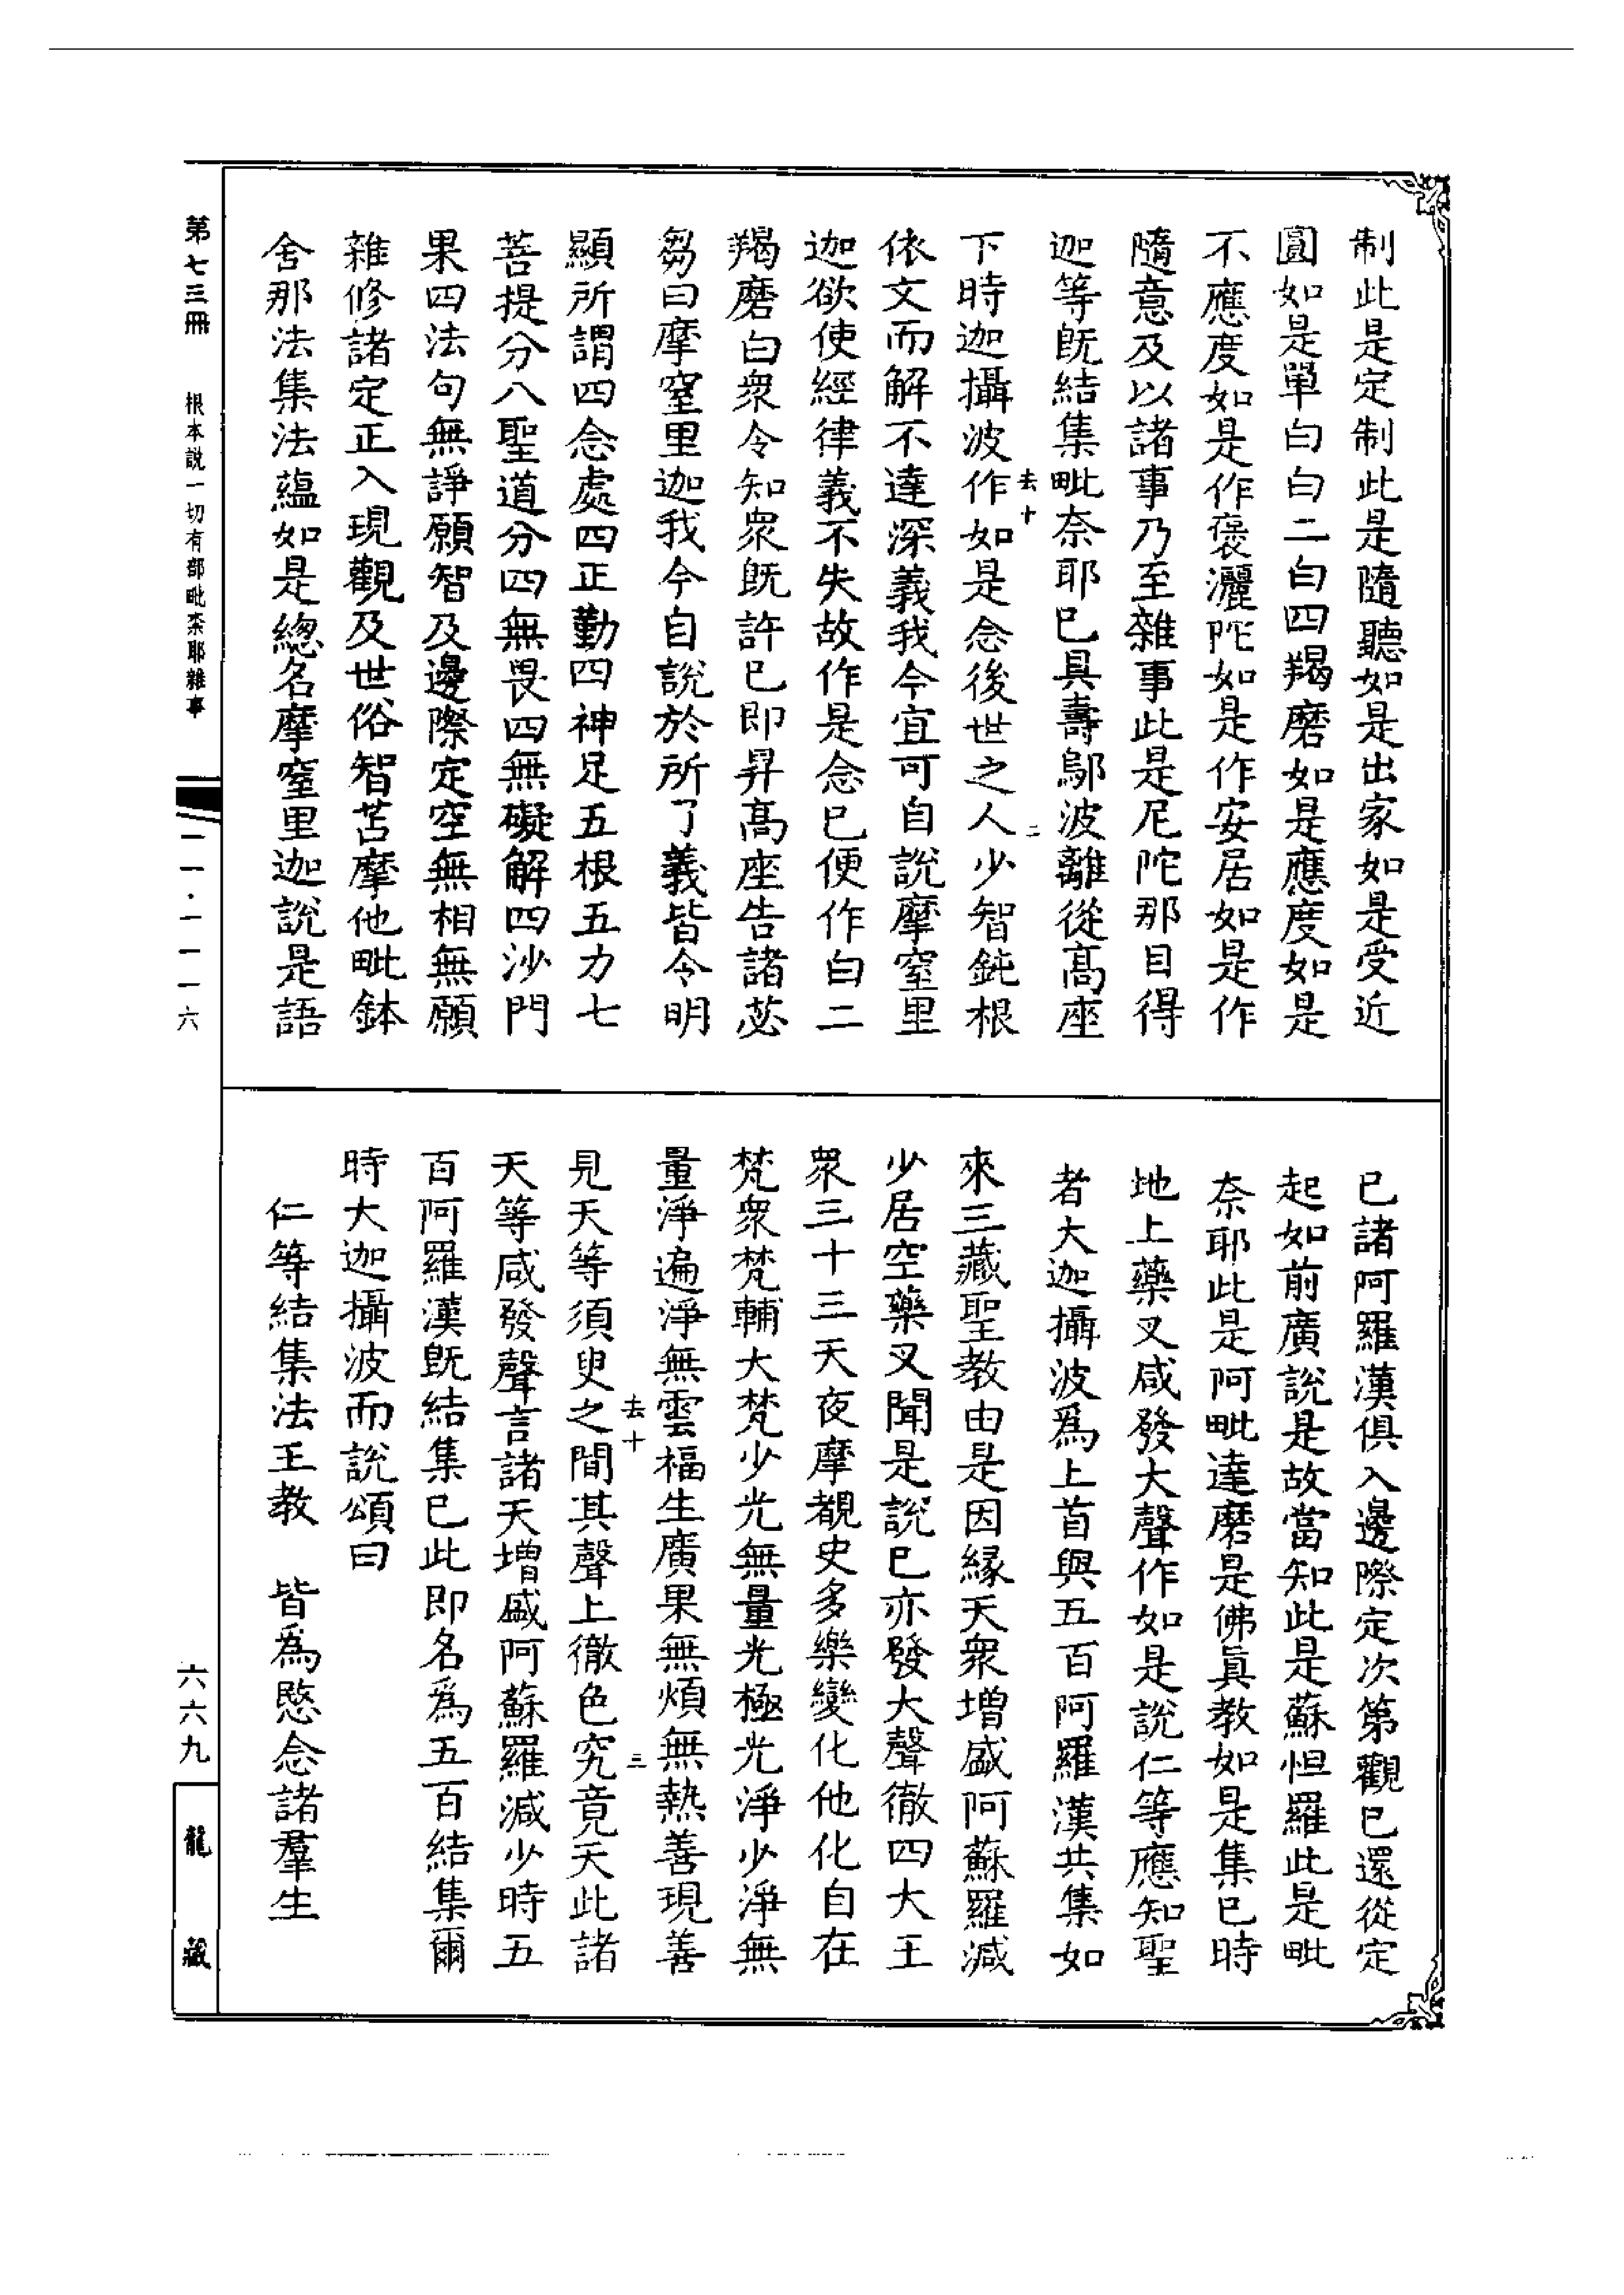 制此是定制此是隨聽如是出家如是受近
圓如是單白白二白四羯磨如是應度如是
不應度如是作褒灑陀如是作安居如是作
隨意及以諸事乃至雜事此是尼陀那目得
迦等旣結集毗奈耶已具壽鄔波離從高座
去十
二
下時迦攝波作如是念後世之人少智鈍根
依文而解不達深義我今宜可自說摩窒里
迦欲使經律義不失故作是念已便作白二
羯磨白衆令知衆旣許已即昇高座告諸苾
芻曰摩窒里迦我今自說於所了義皆令明
顯所謂四念處四正勤四神足五根五力七
菩提分八聖道分四無畏四無礙解四沙門
果四法句無諍願智及邊際定空無相無願
雜修諸定正入現觀及世俗智苫摩他毗鉢
舍那法集法蘊如是總名摩窒里迦說是語
已諸阿羅漢俱入邊際定次第觀已還從定
起如前廣說是故當知此是蘇怛羅此是毗
奈耶此是阿毗達磨是佛眞教如是集已時
地上藥叉咸發大聲作如是說仁等應知聖
者大迦攝波爲上首與五百阿羅漢共集如
來三藏聖教由是因緣天衆增盛阿蘇羅減
少居空藥叉聞是說已亦發大聲徹四大王
衆三十三天夜摩覩史多樂變化他化自在
梵衆梵輔大梵少光無量光極光淨少淨無
量淨遍淨無雲福生廣果無煩無熱善現善
去十
三
見天等須臾之間其聲上徹色究竟天此諸
天等咸發聲言諸天增盛阿蘇羅減少時五
百阿羅漢旣結集已此即名爲五百結集爾
時大迦攝波而說頌曰
仁等結集法王教　皆爲愍念諸羣生
第七三冊　根本說一切有部毗柰耶雜事
一一·一一一六
六六九
龍藏